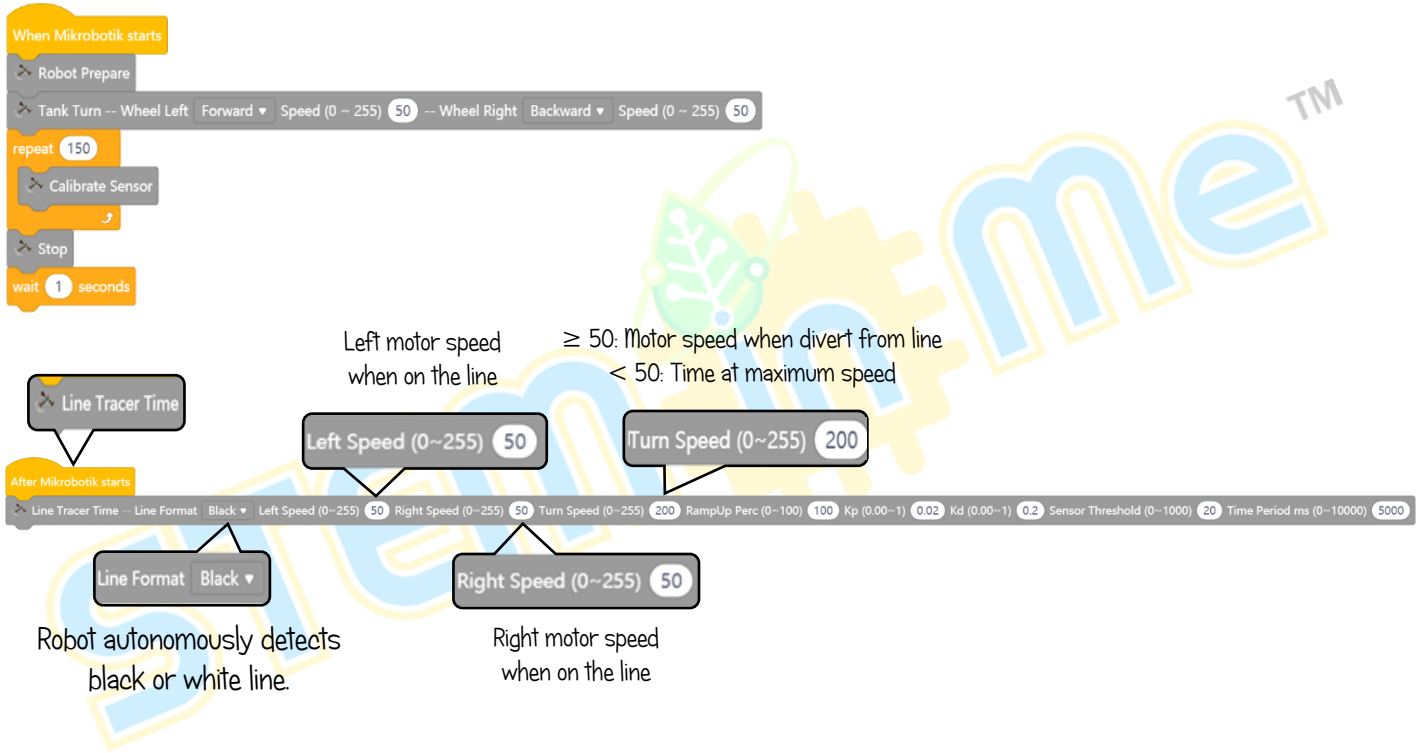 When Mikrobotik starts
Robot Prepare
Tank Turn -- Wheel Left Forward ▾ Speed (0 ~ 255) 50 -- Wheel Right Backward ▾ Speed (0 ~ 255) 50
repeat 150
Calibrate Sensor
Stop
wait 1 seconds
TM
STEM-in-Me
Left motor speed
when on the line
≥ 50: Motor speed when divert from line
< 50: Time at maximum speed
Line Tracer Time
Left Speed (0~255) 50
Turn Speed (0~255) 200
After Mikrobotik starts
Line Tracer Time -- Line Format Black ▾ Left Speed (0~255) 50 Right Speed (0~255) 50 Turn Speed (0~255) 200 RampUp Perc (0~100) 100 Kp (0.00~1) 0.02 Kd (0.00~1) 0.2 Sensor Threshold (0~1000) 20 Time Period ms (0~10000) 5000
Line Format Black ▾
Right Speed (0~255) 50
Robot autonomously detects
black or white line.
Right motor speed
when on the line